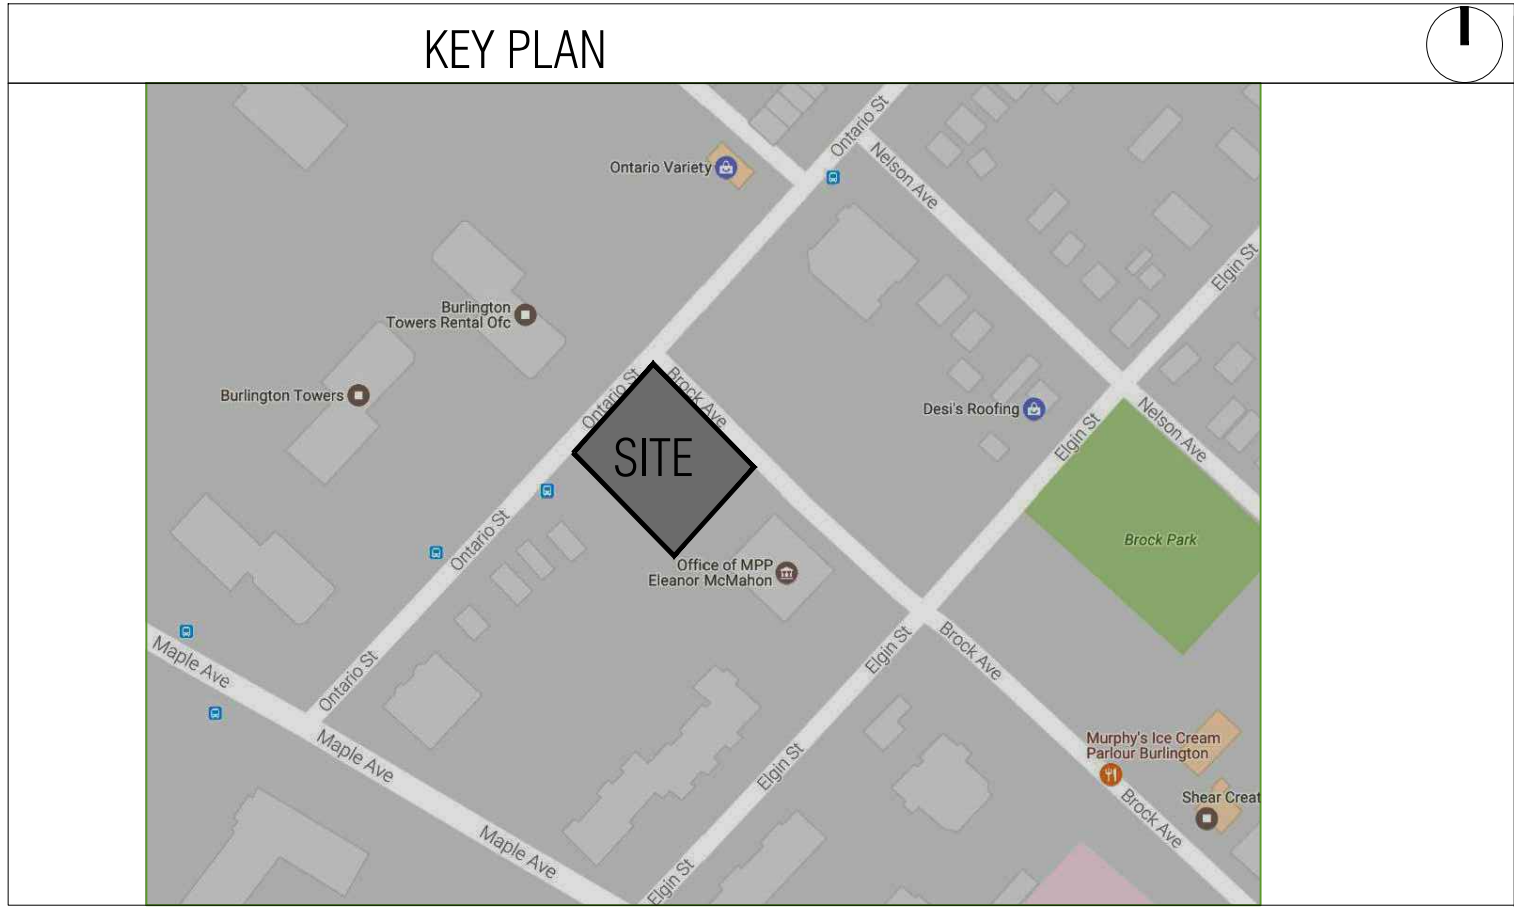 KEY PLAN
Ontario St
Nelson Ave
Ontario Variety
Elgin St
Burlington
Towers Rental Ofc
Ontario St
Brock Ave
Burlington Towers
Desi's Roofing
Nelson Ave
Elgin St
SITE
Ontario St
Brock Park
Office of MPP
Eleanor McMahon
Maple Ave
Ontario St
Elgin St
Brock Ave
Maple Ave
Elgin St
Murphy's Ice Cream
Parlour Burlington
Shear Creat
Brock Ave
Maple Ave
Elgin St